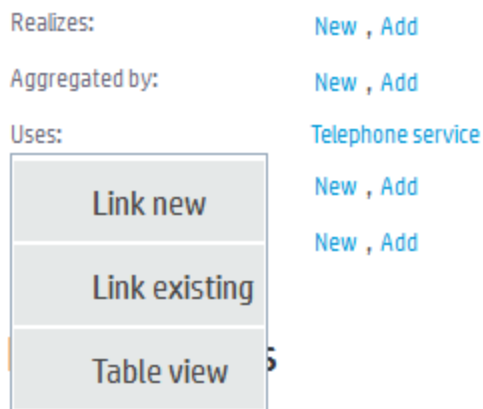 Realizes: New , Add
Aggregated by: New , Add
Uses: Telephone service
New , Add
Link new
New , Add
Link existing
Table view